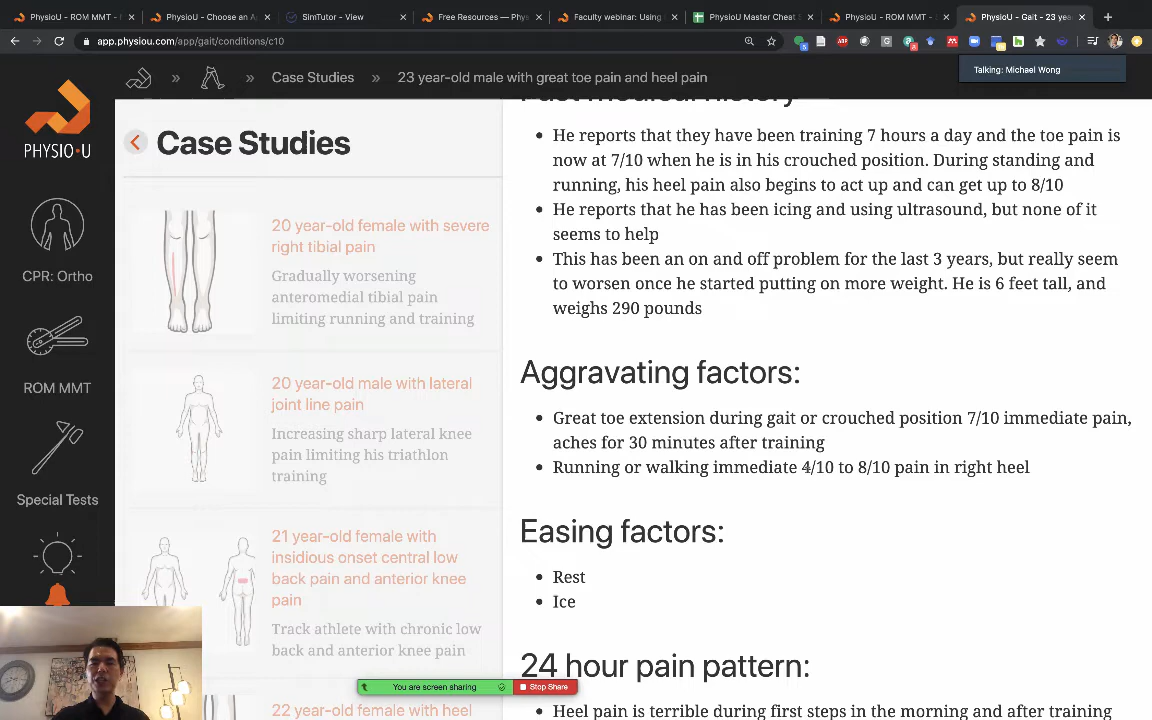 PhysioU - ROM MMT - F
PhysioU - Choose an Ap
SimTutor - View
Free Resources — Phys
Faculty webinar: Using
PhysioU Master Cheat S
PhysioU - ROM MMT -
PhysioU - Gait - 23 yea
app.physiou.com/app/gait/conditions/c10
» » Case Studies » 23 year-old male with great toe pain and heel pain
Talking: Michael Wong
PHYSIO·U
CPR: Ortho
ROM MMT
Special Tests
Case Studies
20 year-old female with severe
right tibial pain
Gradually worsening
anteromedial tibial pain
limiting running and training
20 year-old male with lateral
joint line pain
Increasing sharp lateral knee
pain limiting his triathlon
training
21 year-old female with
insidious onset central low
back pain and anterior knee
pain
Track athlete with chronic low
back and anterior knee pain
22 year-old female with heel
Past medical history
• He reports that they have been training 7 hours a day and the toe pain is
now at 7/10 when he is in his crouched position. During standing and
running, his heel pain also begins to act up and can get up to 8/10
• He reports that he has been icing and using ultrasound, but none of it
seems to help
• This has been an on and off problem for the last 3 years, but really seem
to worsen once he started putting on more weight. He is 6 feet tall, and
weighs 290 pounds
Aggravating factors:
• Great toe extension during gait or crouched position 7/10 immediate pain,
aches for 30 minutes after training
• Running or walking immediate 4/10 to 8/10 pain in right heel
Easing factors:
• Rest
• Ice
24 hour pain pattern:
• Heel pain is terrible during first steps in the morning and after training
You are screen sharing
Stop Share